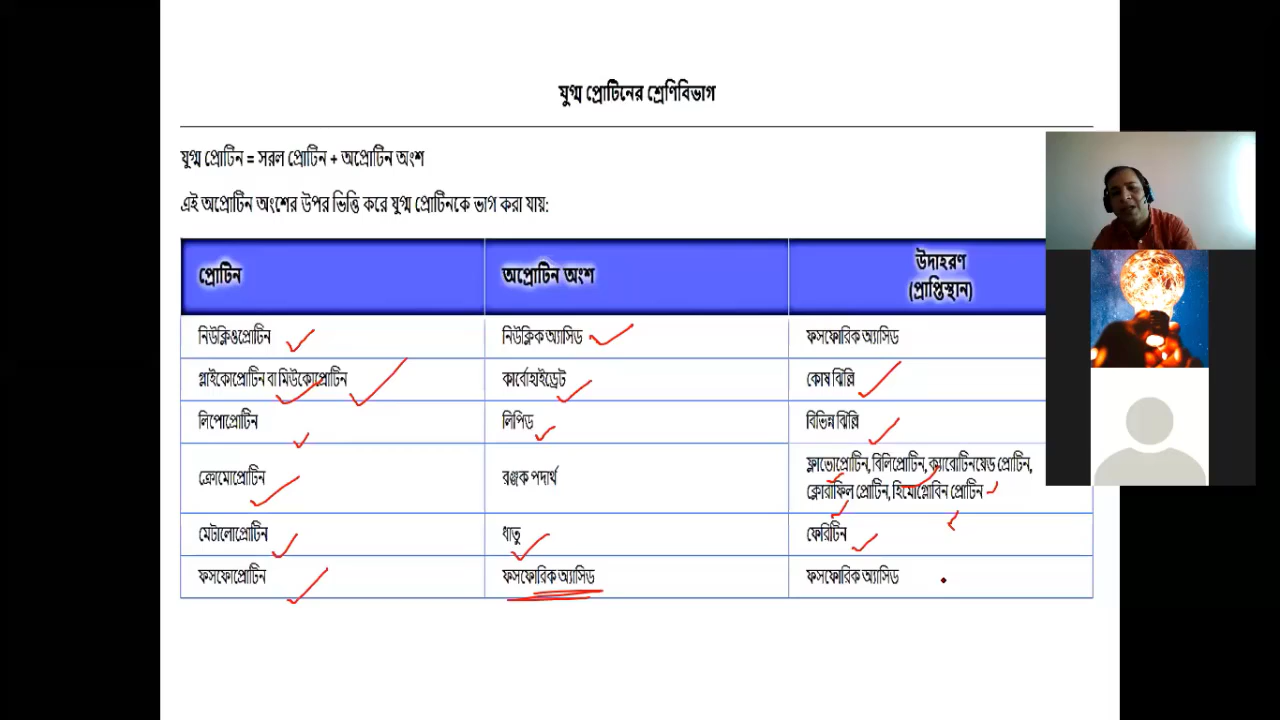 যুগ্ম প্রোটিনের শ্রেণিবিভাগ
যুগ্ম প্রোটিন = সরল প্রোটিন + অপ্রোটিন অংশ
এই অপ্রোটিন অংশের উপর ভিত্তি করে যুগ্ম প্রোটিনকে ভাগ করা যায়:
প্রোটিন অপ্রোটিন অংশ উদাহরণ
(প্রাপ্তিস্থান)
নিউক্লিওপ্রোটিন নিউক্লিক অ্যাসিড ফসফোরিক অ্যাসিড
গ্লাইকোপ্রোটিন বা মিউকোপ্রোটিন কার্বোহাইড্রেট কোষ ঝিল্লি
লিপোপ্রোটিন লিপিড বিভিন্ন ঝিল্লি
ক্রোমোপ্রোটিন রঞ্জক পদার্থ ফ্লাভোপ্রোটিন, বিলিপ্রোটিন, ক্যারোটিনয়েড প্রোটিন,
ক্লোরোফিল প্রোটিন, হিমোগ্লোবিন প্রোটিন
মেটালোপ্রোটিন ধাতু ফেরিটিন
ফসফোপ্রোটিন ফসফোরিক অ্যাসিড ফসফোরিক অ্যাসিড